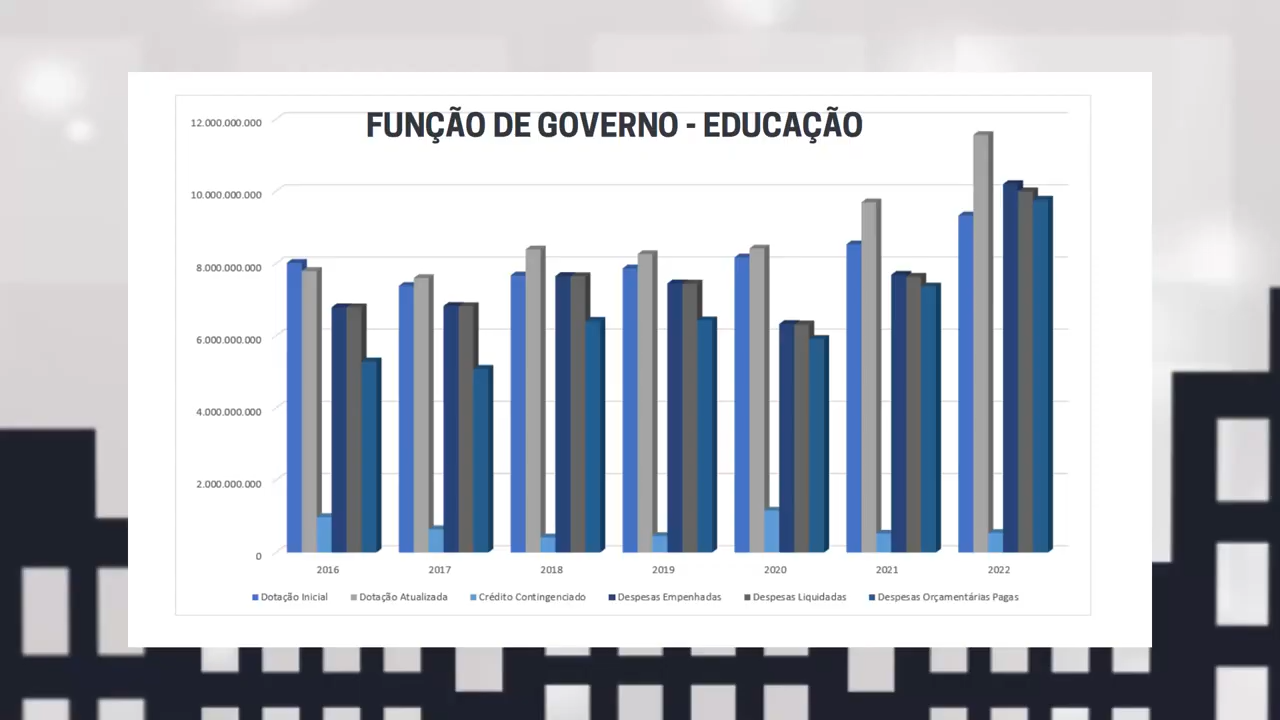 FUNÇÃO DE GOVERNO - EDUCAÇÃO
12.000.000.000
10.000.000.000
8.000.000.000
6.000.000.000
4.000.000.000
2.000.000.000
0
2016 2017 2018 2019 2020 2021 2022
Dotação Inicial Dotação Atualizada Crédito Contingenciado Despesas Empenhadas Despesas Liquidadas Despesas Orçamentárias Pagas